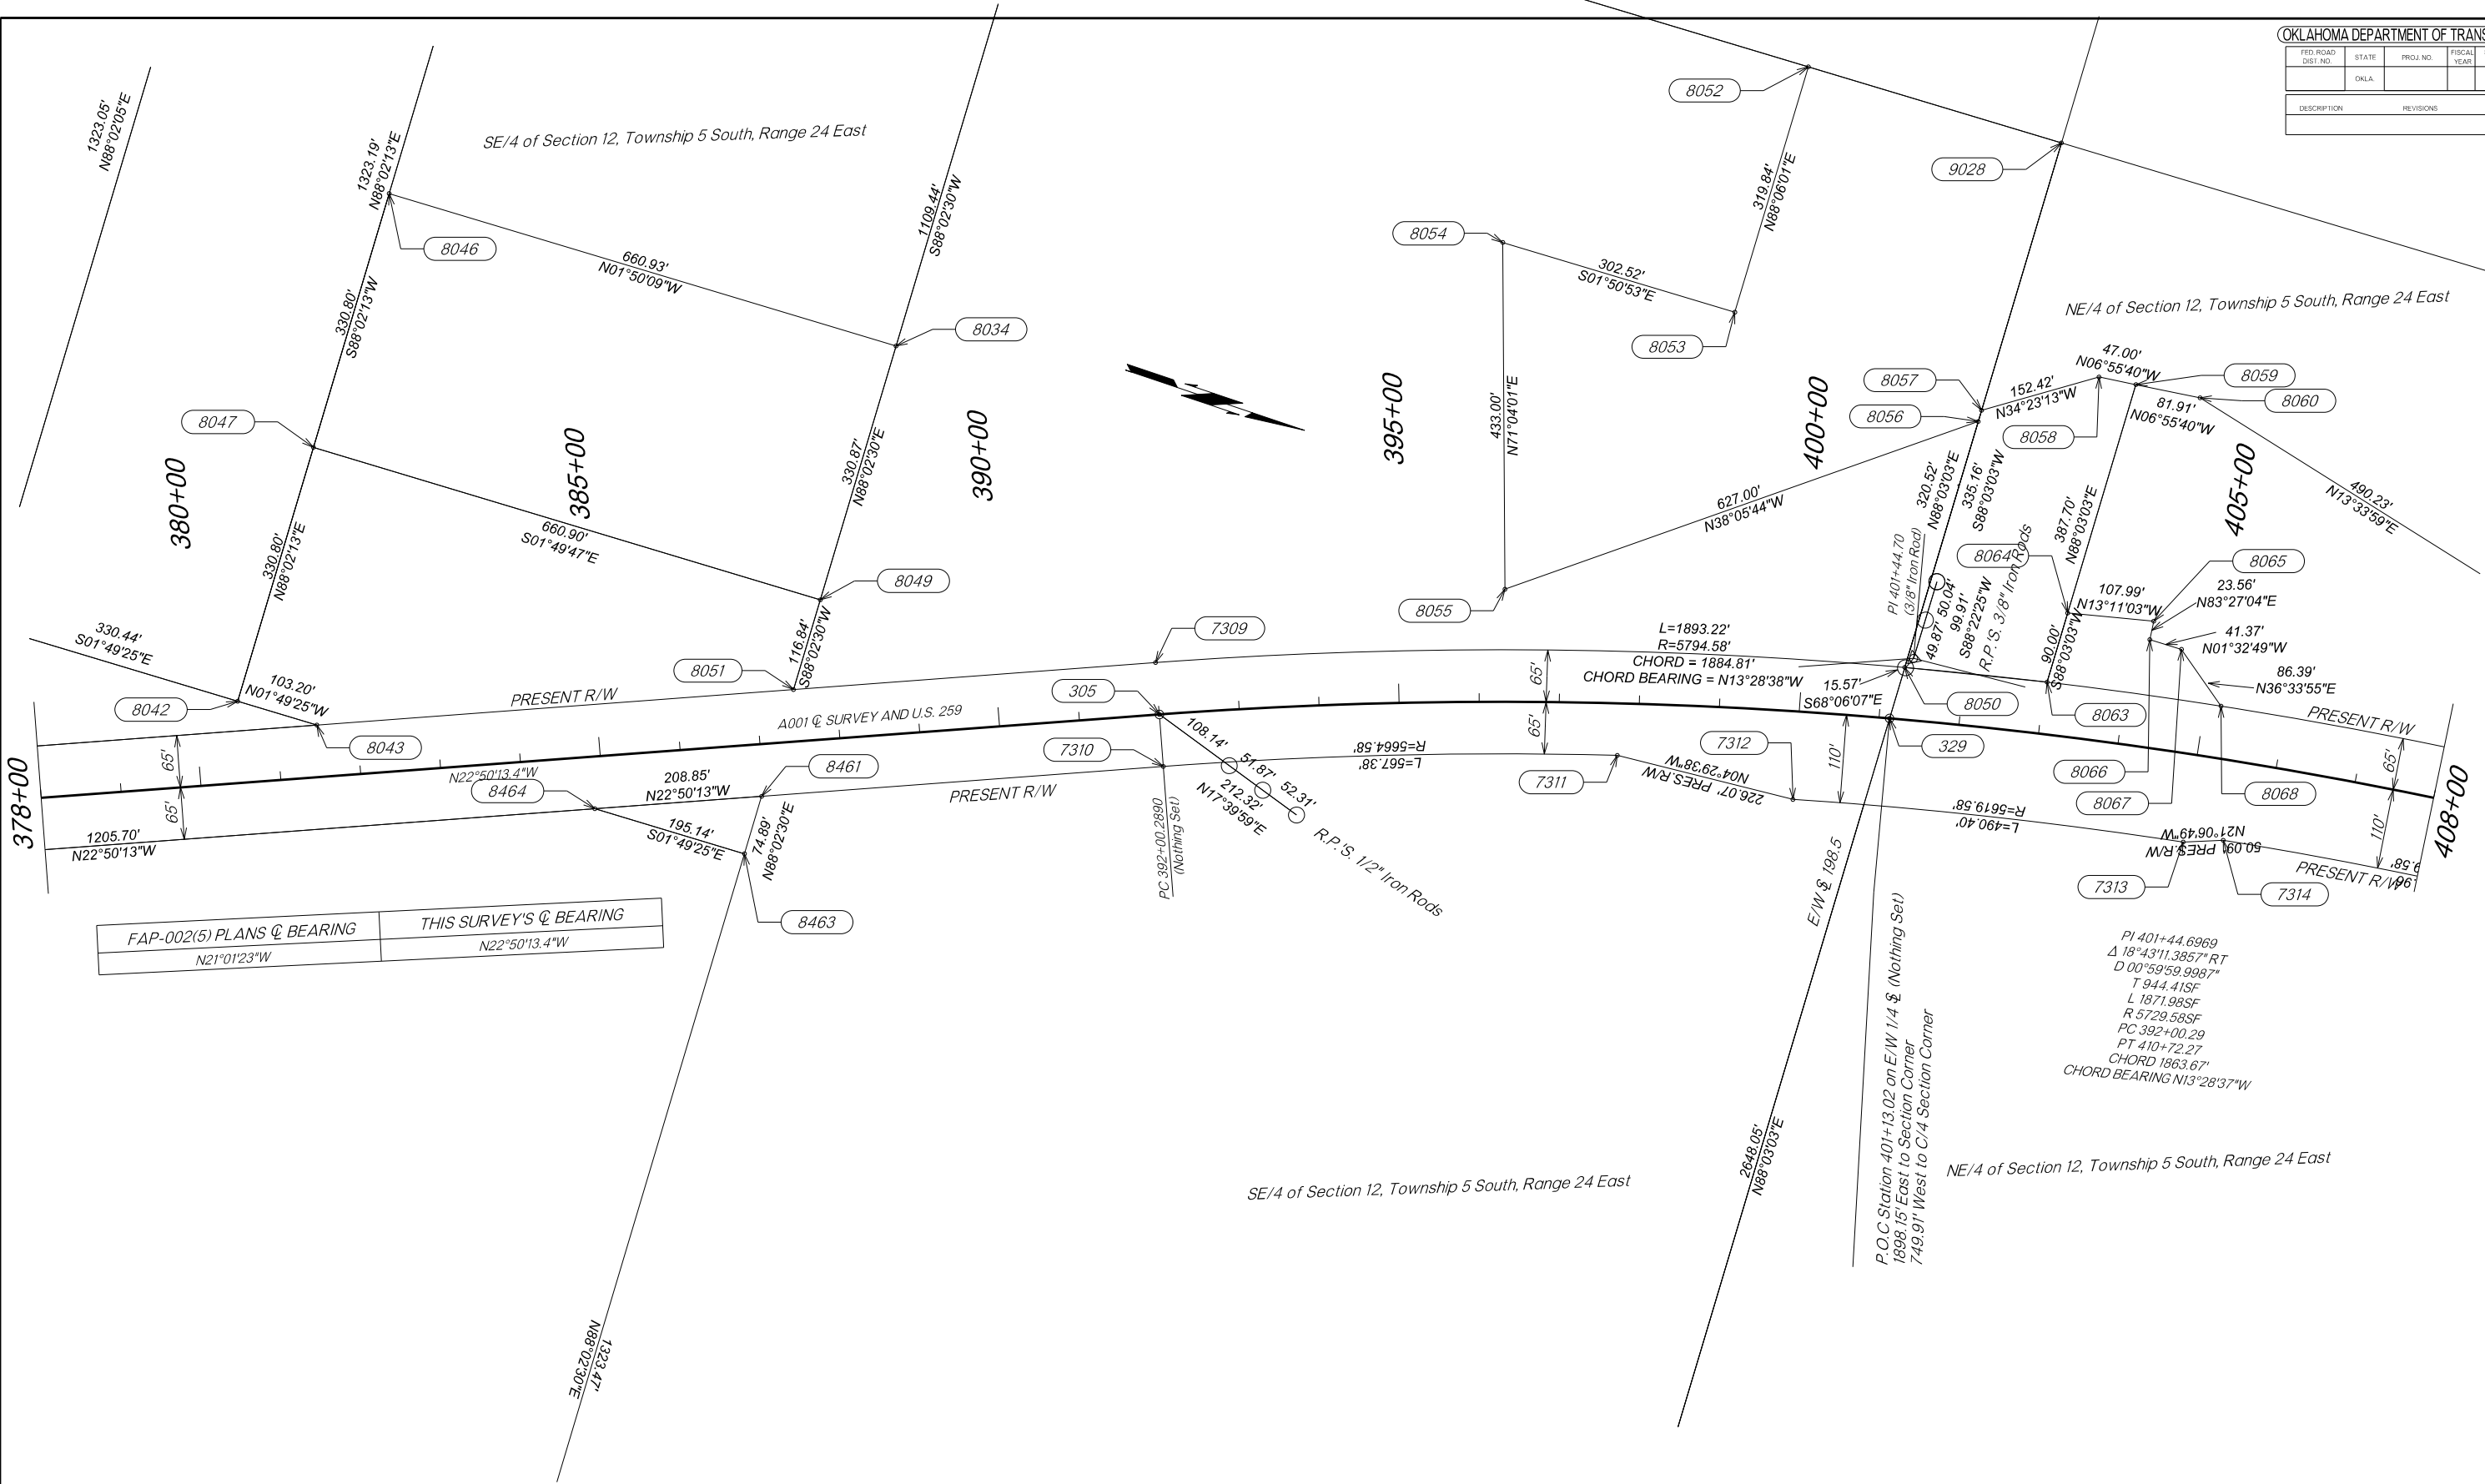 OKLAHOMA DEPARTMENT OF TRANS
FED. ROAD DIST. NO.
STATE
PROJ. NO.
FISCAL YEAR
OKLA.
DESCRIPTION
REVISIONS
1323.05'
N88°02'05"E
1323.19'
N88°02'13"E
SE/4 of Section 12, Township 5 South, Range 24 East
1109.44'
S88°02'30"W
8046
660.93'
N01°50'09"W
330.80'
S88°02'13"W
8034
8047
380+00
385+00
390+00
330.87'
N88°02'30"E
330.80'
N88°02'13"E
660.90'
S01°49'47"E
8049
330.44'
S01°49'25"E
103.20'
N01°49'25"W
8042
8043
116.84'
S88°02'30"W
8051
8052
9028
319.84'
N88°06'01"E
8054
302.52'
S01°50'53"E
8053
NE/4 of Section 12, Township 5 South, Range 24 East
395+00
400+00
433.00'
N71°04'01"E
627.00'
N38°05'44"W
8055
8057
8056
152.42'
N34°23'13"W
47.00'
N06°55'40"W
8058
8059
8060
81.91'
N06°55'40"W
405+00
490.23'
N13°33'59"E
320.52'
N88°03'03"E
335.16'
S88°03'03"W
387.70'
N88°03'03"E
PI 401+44.70
(3/8" Iron Rod)
49.87' 50.04'
99.91'
S88°22'25"W
R.P.'S. 3/8" Iron Rods
8064
8065
107.99'
N13°11'03"W
23.56'
N83°27'04"E
41.37'
N01°32'49"W
86.39'
N36°33'55"E
90.00'
S88°03'03"W
7309
L=1893.22'
R=5794.58'
CHORD = 1884.81'
CHORD BEARING = N13°28'38"W
65'
65'
15.57'
S68°06'07"E
8050
8063
329
PRESENT R/W
PRESENT R/W
A001 ℄ SURVEY AND U.S. 259
305
108.14'
51.87'
52.31'
212.32'
N17°39'59"E
R.P.'S. 1/2" Iron Rods
7310
PC 392+00.2890
(Nothing Set)
R=5664.58'
L=567.38'
7311
7312
N04°29'38"W
226.07' PRES.R/W
110'
8066
8067
8068
65'
110'
408+00
R=5619.58'
L=490.40'
N21°06'49"W
50.09' PRES.R/W
PRESENT R/W
9.58'
96'
7313
7314
378+00
65'
65'
N22°50'13.4"W
8464
208.85'
N22°50'13"W
8461
PRESENT R/W
1205.70'
N22°50'13"W
195.14'
S01°49'25"E
74.89'
N88°02'30"E
8463
FAP-002(5) PLANS ℄ BEARING
THIS SURVEY'S ℄ BEARING
N21°01'23"W
N22°50'13.4"W
1323.47'
N88°02'30"E
E/W 198.5
2648.05'
N88°03'03"E
P.O.C Station 401+13.02 on E/W 1/4 (Nothing Set)
1898.15' East to Section Corner
749.91' West to C/4 Section Corner
PI 401+44.6969
Δ 18°43'11.3857" RT
D 00°59'59.9987"
T 944.41SF
L 1871.98SF
R 5729.58SF
PC 392+00.29
PT 410+72.27
CHORD 1863.67'
CHORD BEARING N13°28'37"W
SE/4 of Section 12, Township 5 South, Range 24 East
NE/4 of Section 12, Township 5 South, Range 24 East